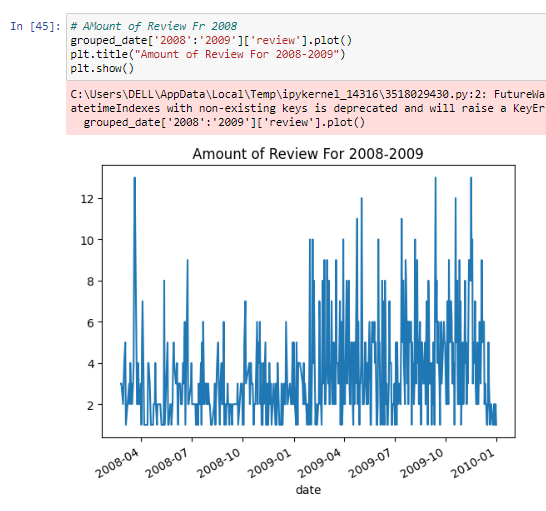 In [45]: # AMount of Review Fr 2008
grouped_date['2008':'2009']['review'].plot()
plt.title("Amount of Review For 2008-2009")
plt.show()
C:\Users\DELL\AppData\Local\Temp\ipykernel_14316\3518029430.py:2: FutureWa
atetimeIndexes with non-existing keys is deprecated and will raise a KeyEr
grouped_date['2008':'2009']['review'].plot()
Amount of Review For 2008-2009
12
10
8
6
4
2
2008-04 2008-07 2008-10 2009-01 2009-04 2009-07 2009-10 2010-01
date